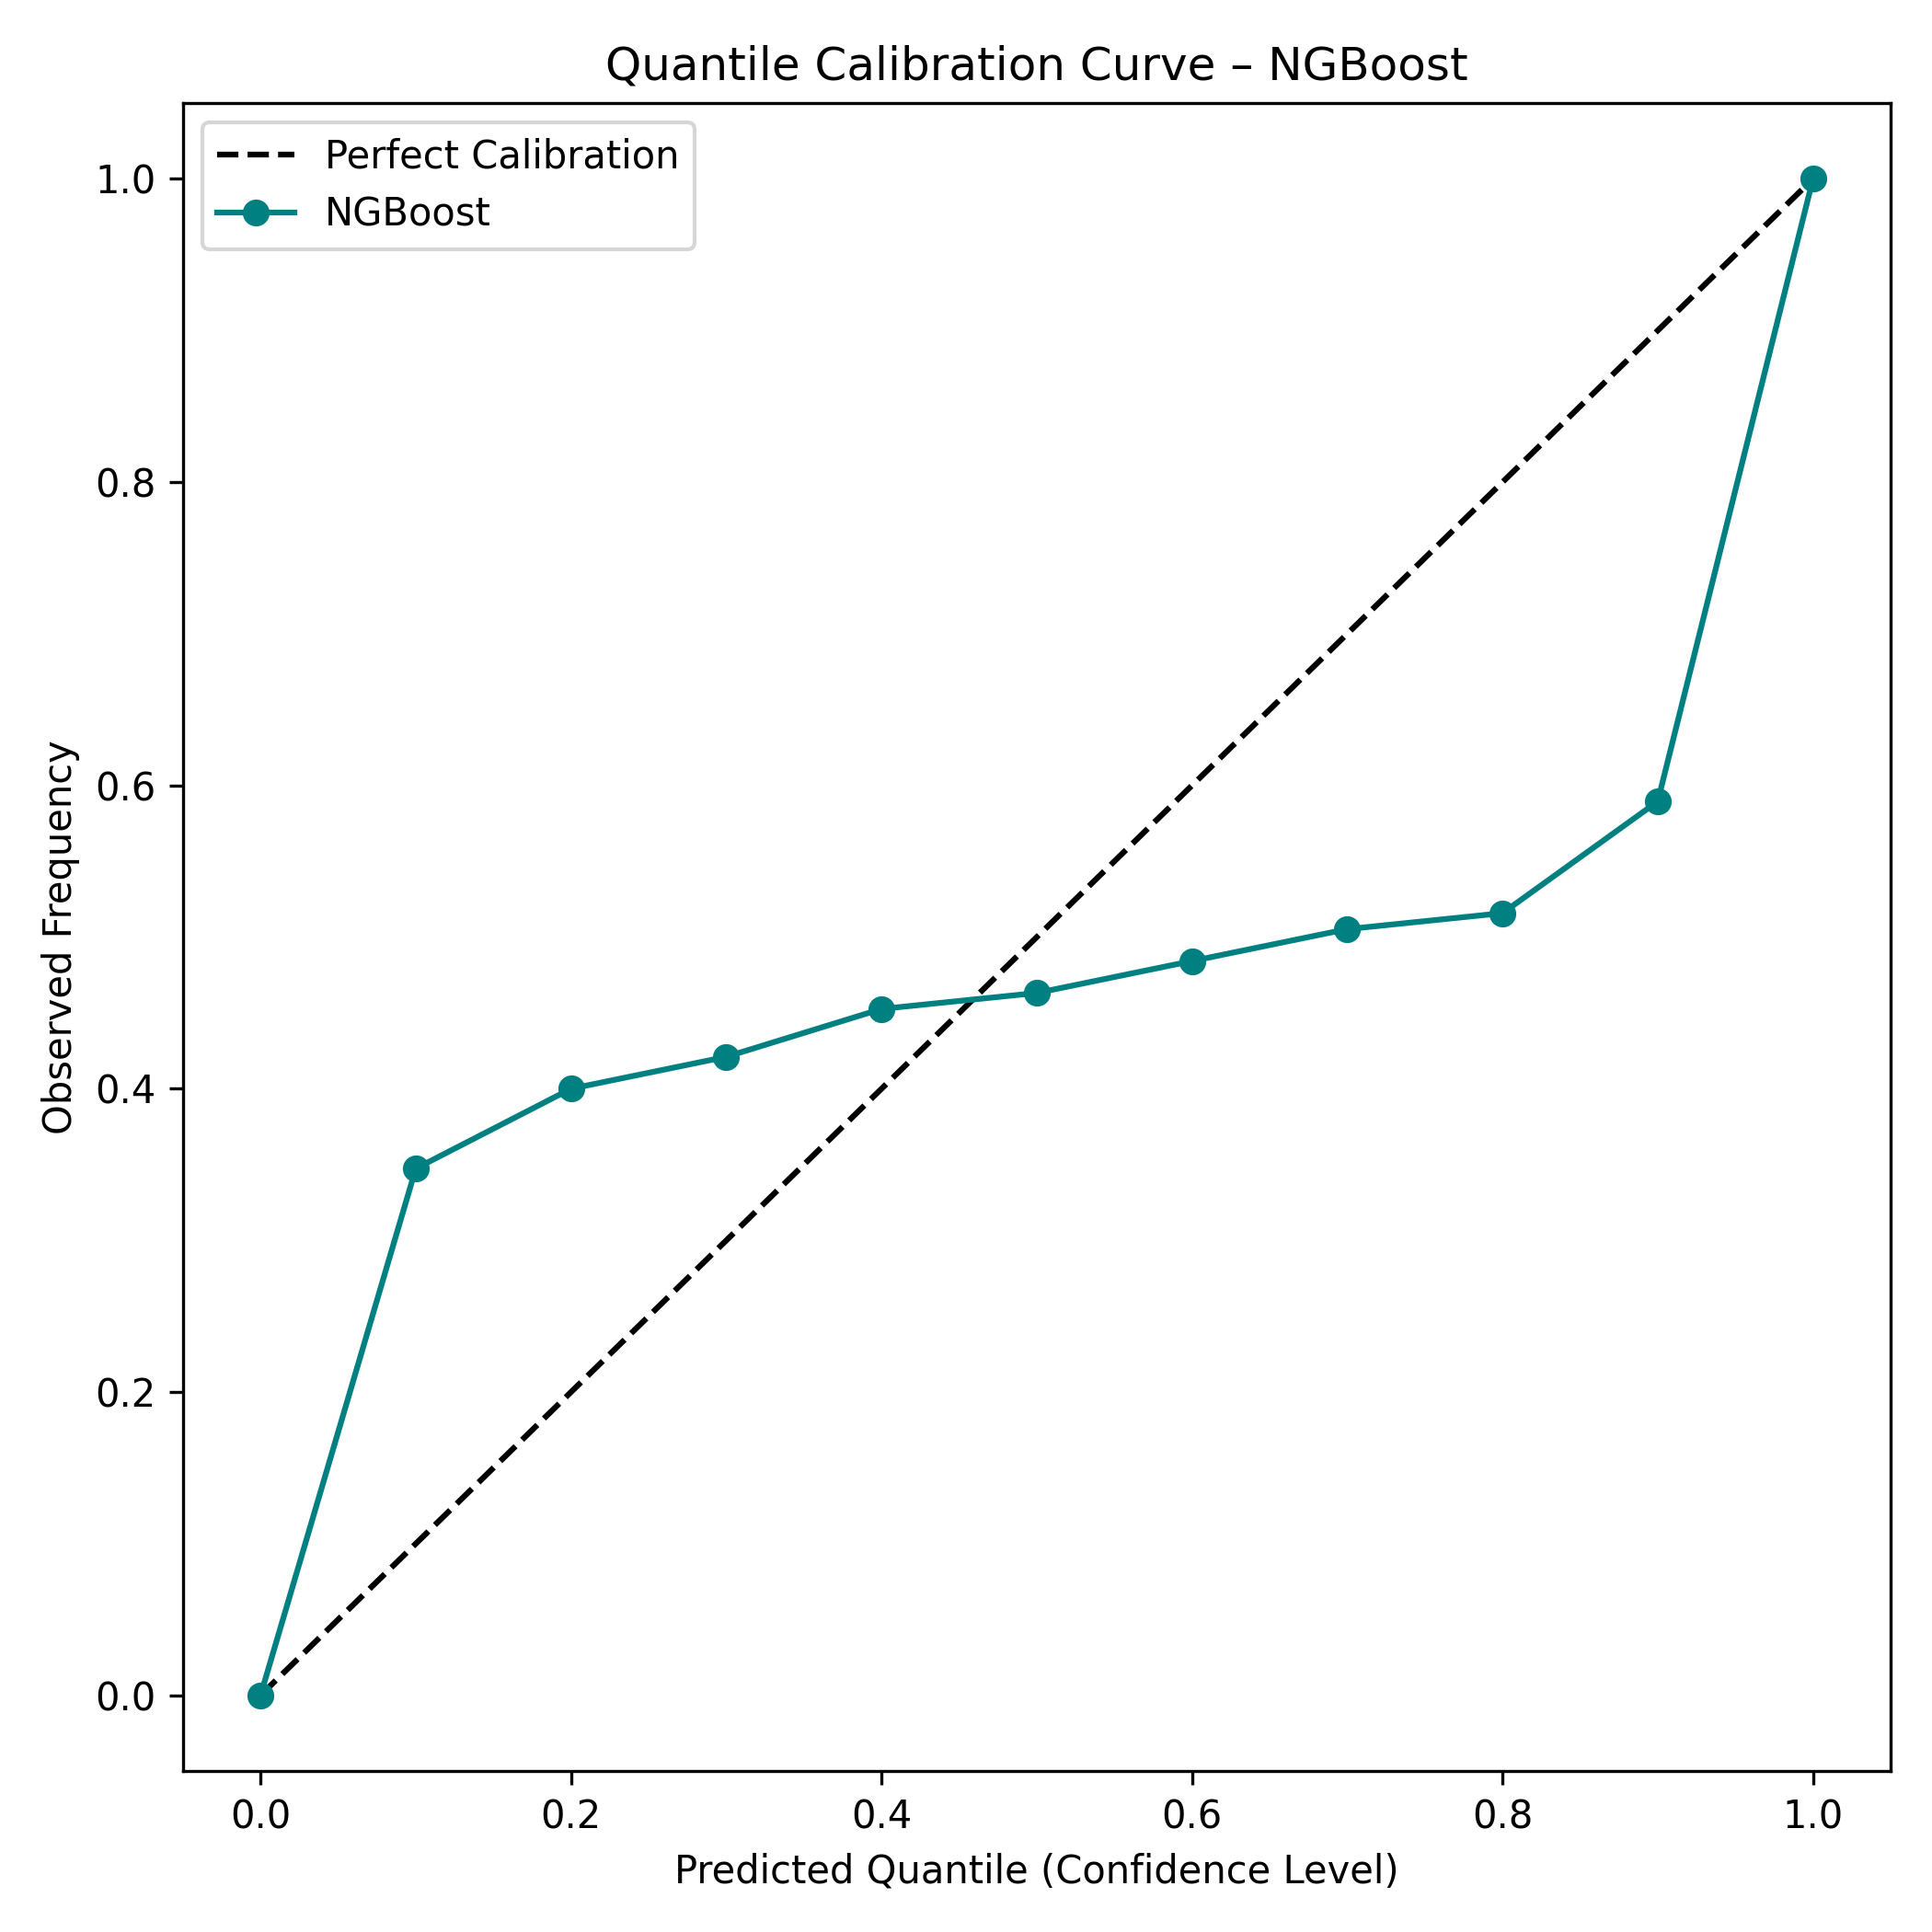 Quantile Calibration Curve – NGBoost
Perfect Calibration
NGBoost
1.0
0.8
0.6
0.4
0.2
0.0
Observed Frequency
0.0 0.2 0.4 0.6 0.8 1.0
Predicted Quantile (Confidence Level)